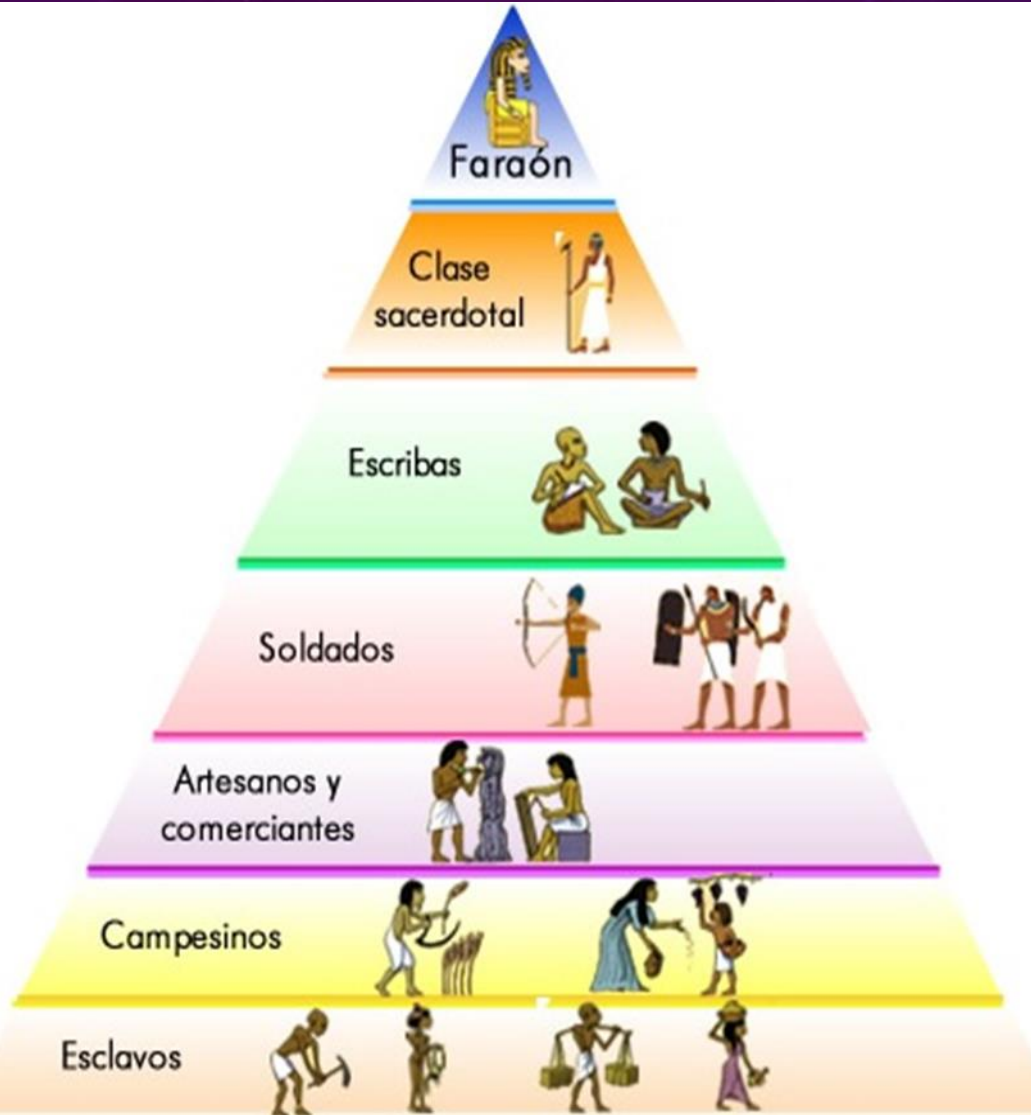 Faraón
Clase
sacerdotal
Escribas
Soldados
Artesanos y
comerciantes
Campesinos
Esclavos